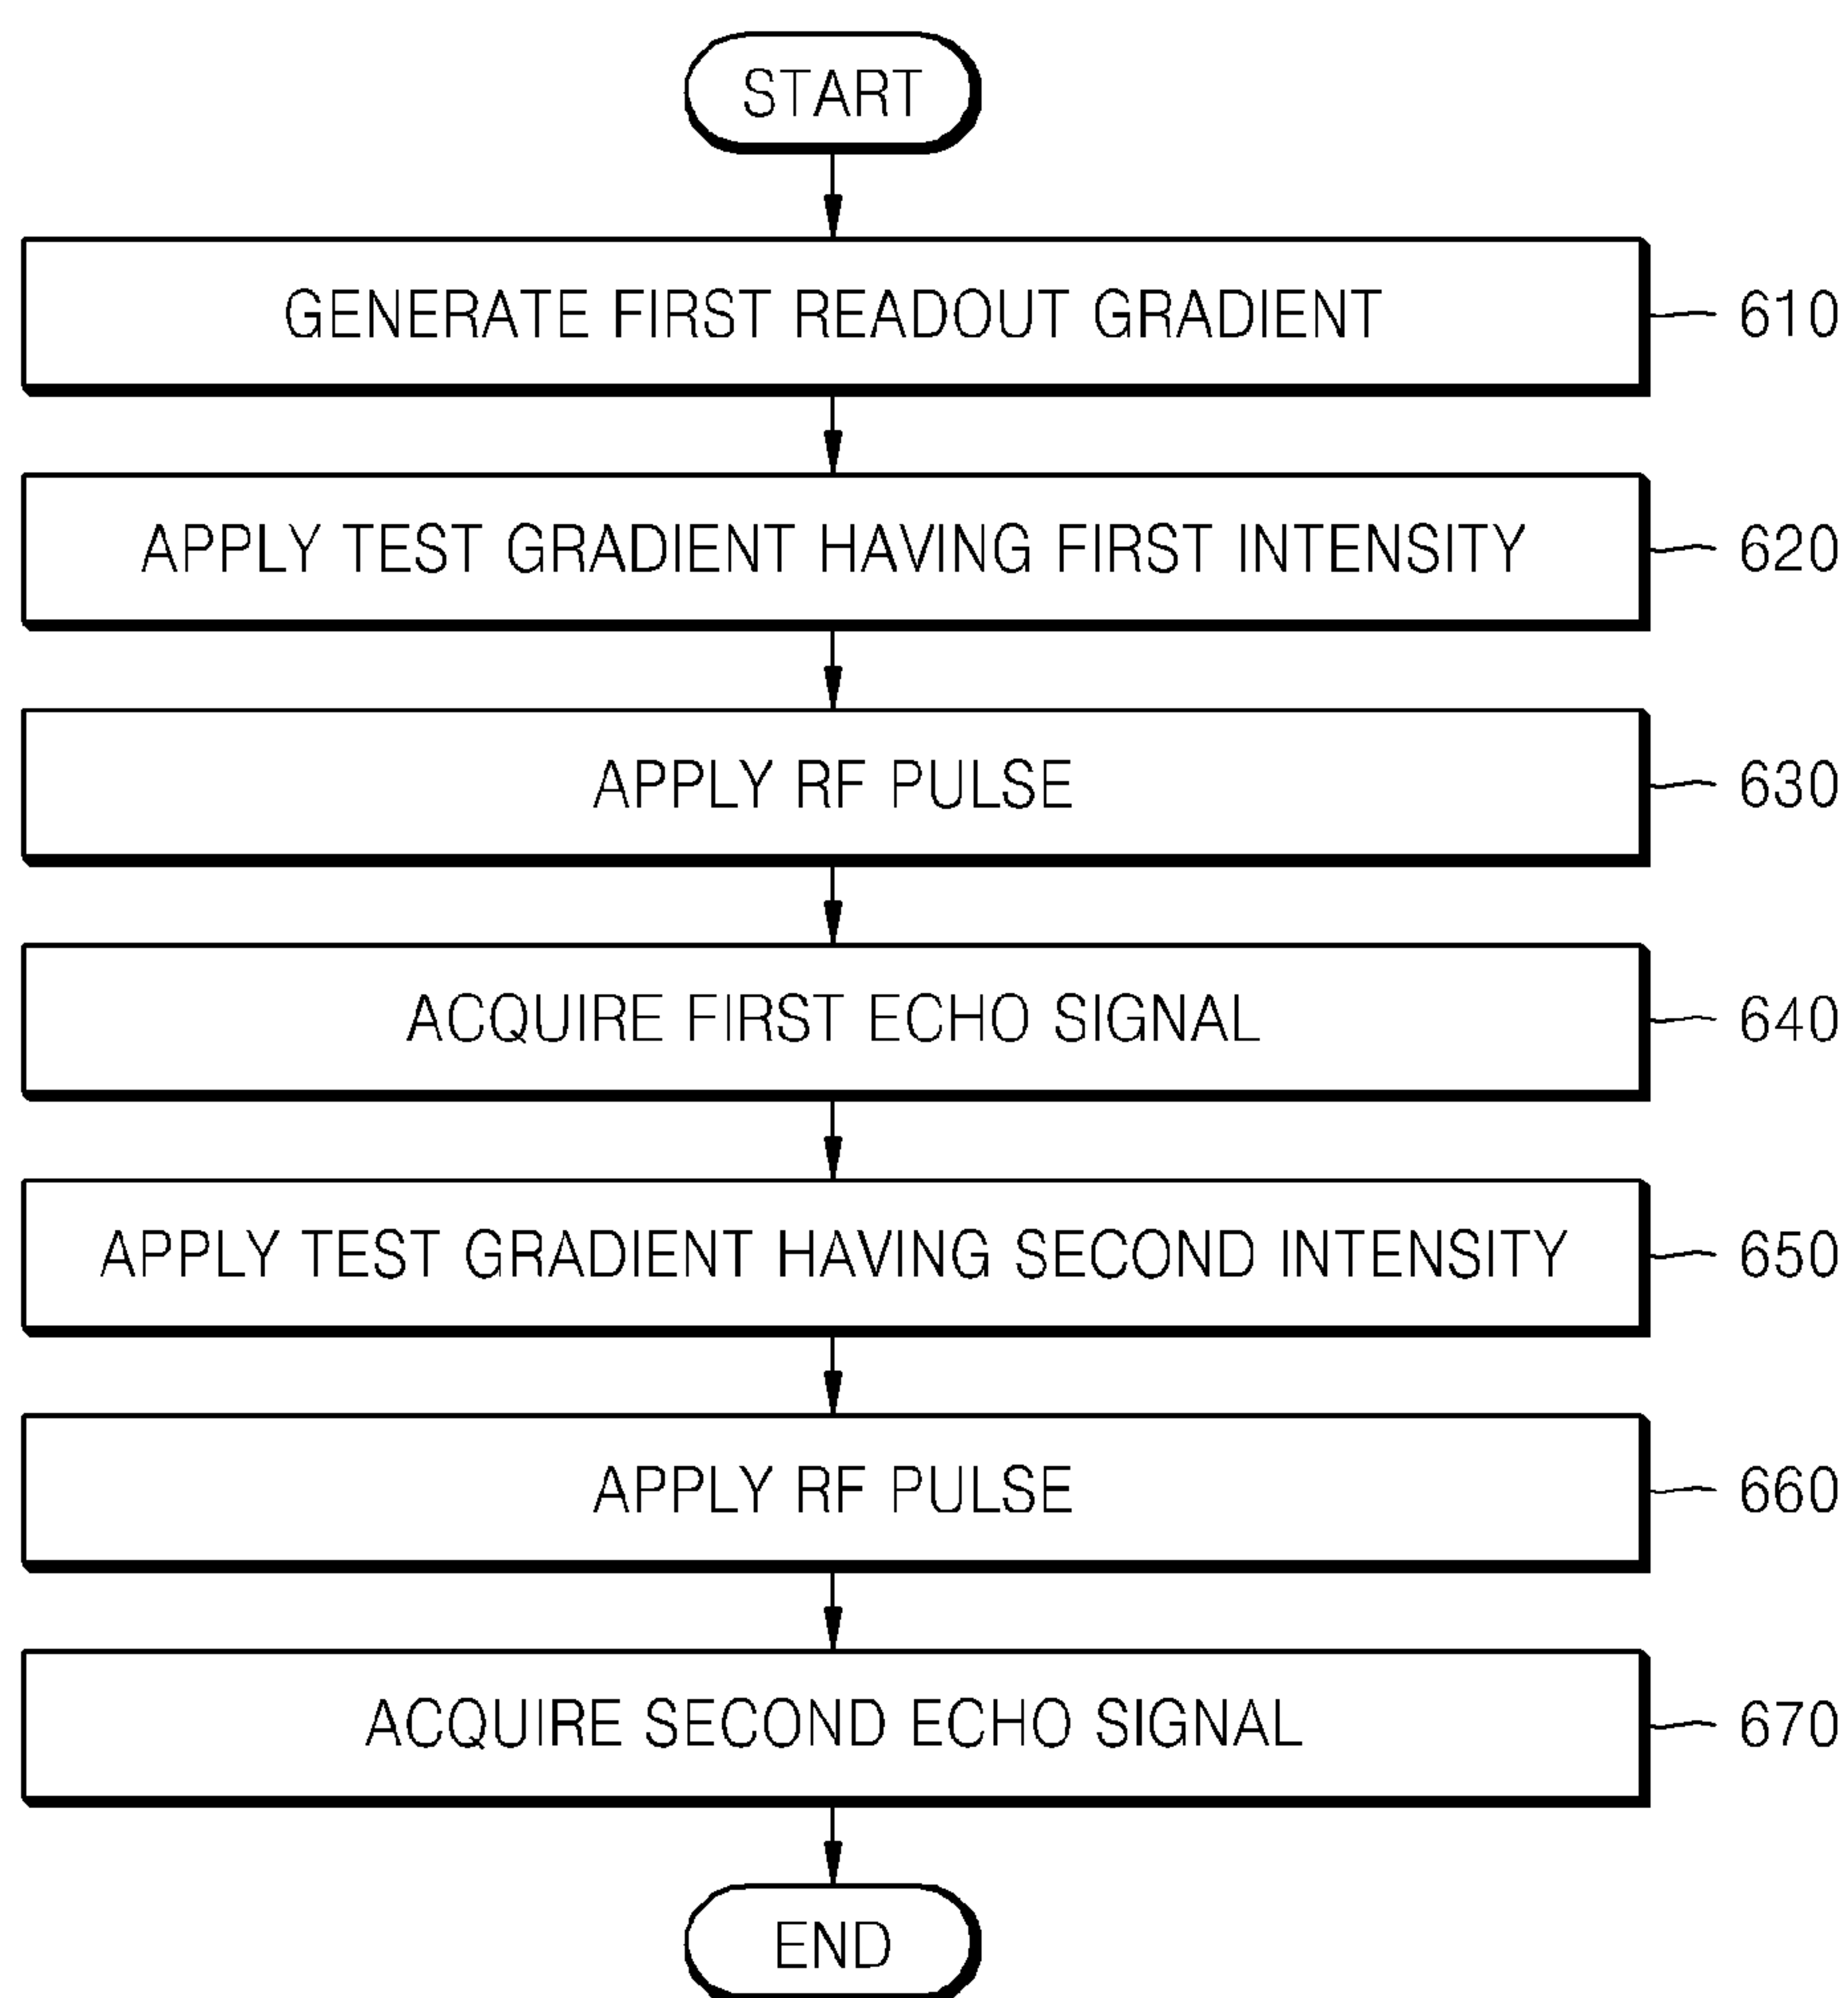 START
GENERATE FIRST READOUT GRADIENT
610
APPLY TEST GRADIENT HAVING FIRST INTENSITY
620
APPLY RF PULSE
630
ACQUIRE FIRST ECHO SIGNAL
640
APPLY TEST GRADIENT HAVING SECOND INTENSITY
650
APPLY RF PULSE
660
ACQUIRE SECOND ECHO SIGNAL
670
END